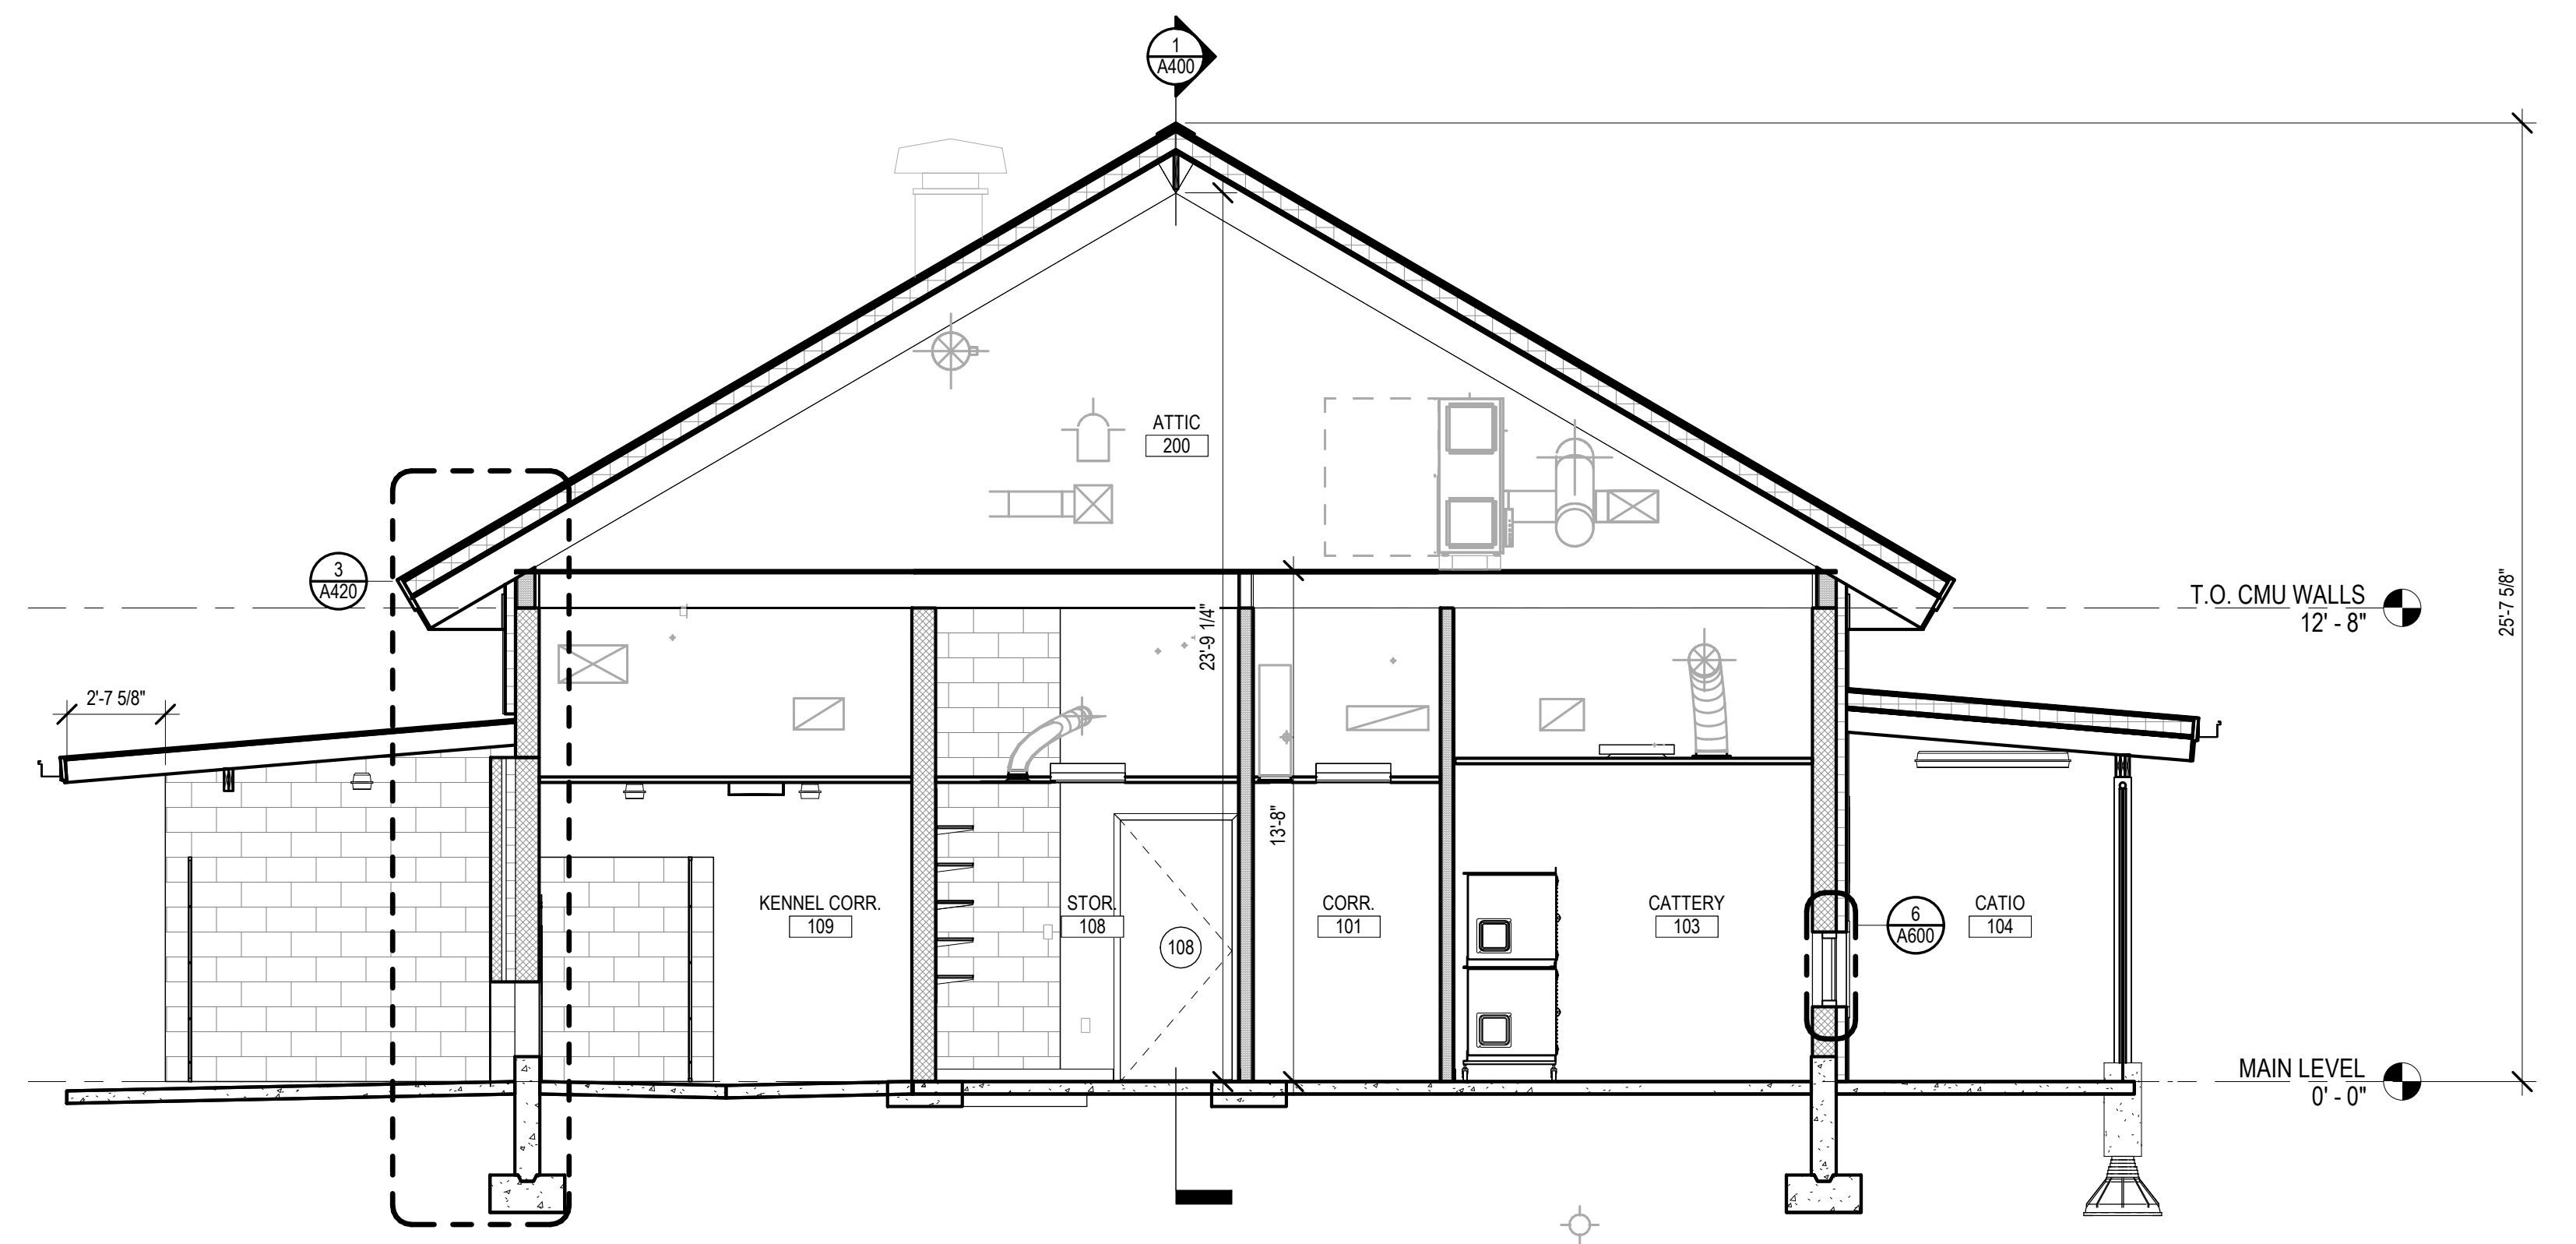 1
A400
ATTIC
200
3
A420
T.O. CMU WALLS
12' - 8"
25'-7 5/8"
23'-9 1/4"
2'-7 5/8"
13'-8"
KENNEL CORR.
109
STOR.
108
108
CORR.
101
CATTERY
103
6
A600
CATIO
104
MAIN LEVEL
0' - 0"